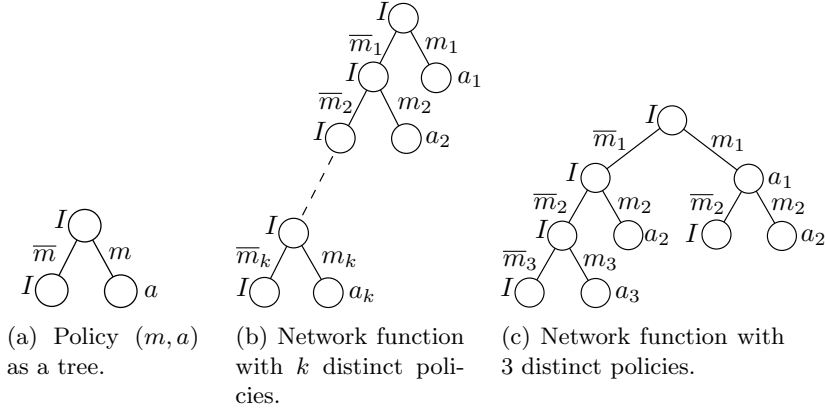 I
m̅
m
I
a
(a) Policy (m, a)
as a tree.
I
m̅₁
m₁
I
a₁
m̅₂
m₂
I
a₂
I
m̅ₖ
mₖ
I
aₖ
(b) Network function
with k distinct poli-
cies.
I
m̅₁
m₁
I
a₁
m̅₂
m₂
m̅₂
m₂
I
a₂
I
a₂
m̅₃
m₃
I
a₃
(c) Network function with
3 distinct policies.